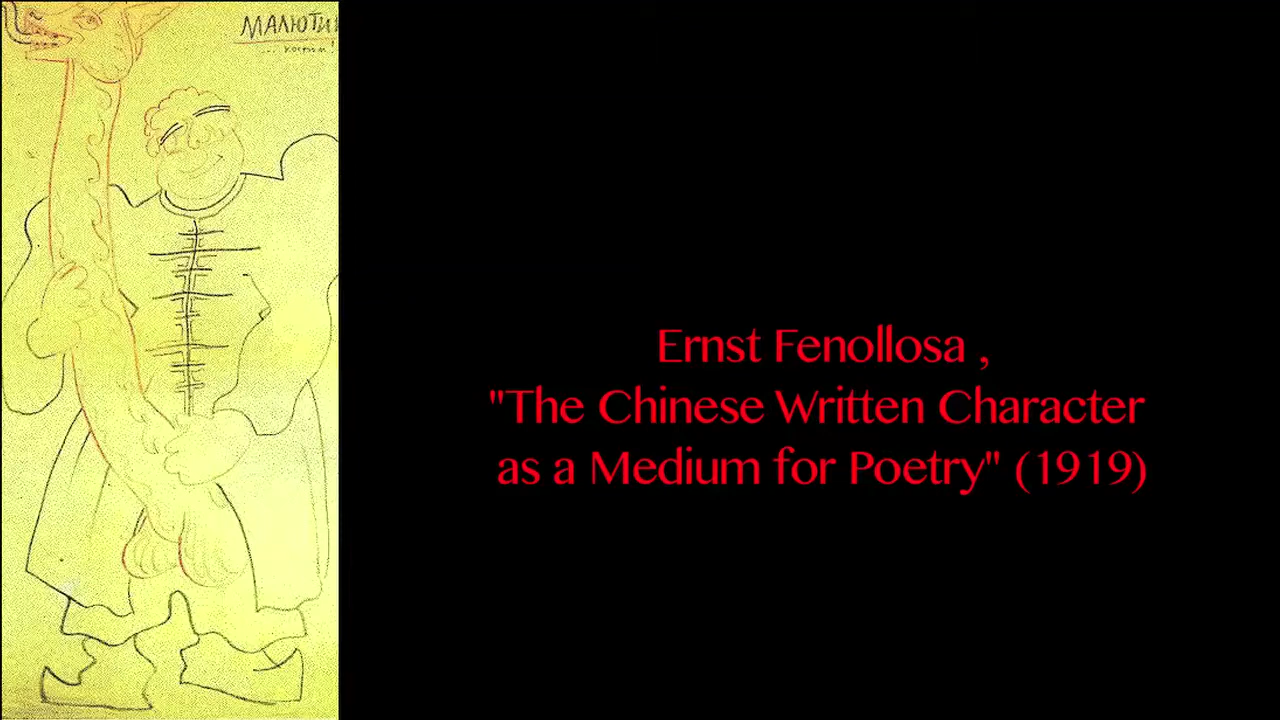 МАЛЮТИ
Ernst Fenollosa ,
"The Chinese Written Character
as a Medium for Poetry" (1919)